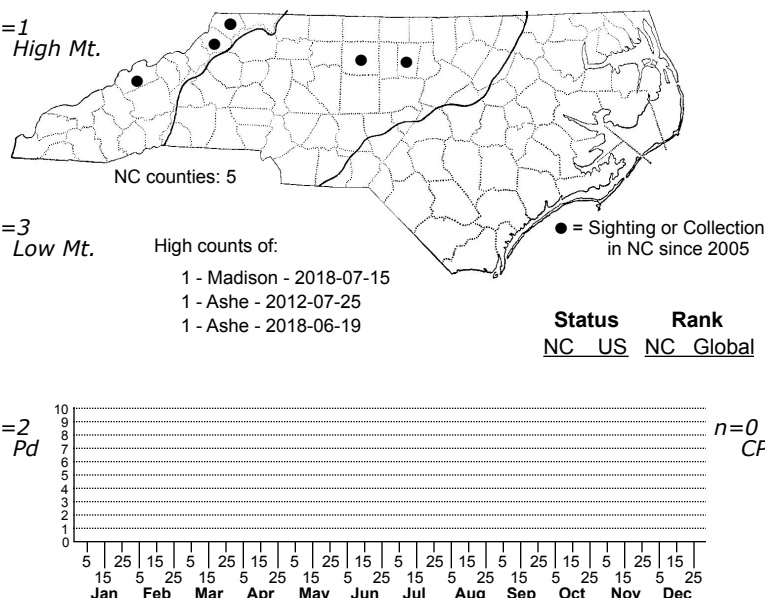 =1
High Mt.
NC counties: 5
=3
Low Mt.
High counts of:
1 - Madison - 2018-07-15
1 - Ashe - 2012-07-25
1 - Ashe - 2018-06-19
● = Sighting or Collection
in NC since 2005
Status Rank
NC US NC Global
=2
Pd
10
9
8
7
6
5
4
3
2
1
0
n=0
CP
5 25 15 5 25 15 5 25 15 5 25 15 5 25 15 5 25 15
15 5 25 15 5 25 15 5 25 15 5 25 15 5 25 15 5 25
Jan Feb Mar Apr May Jun Jul Aug Sep Oct Nov Dec